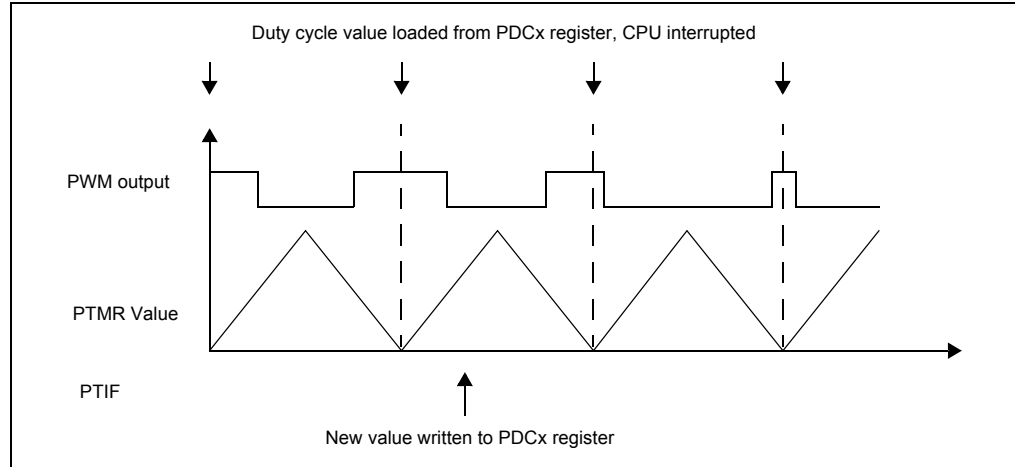 Duty cycle value loaded from PDCx register, CPU interrupted
PWM output
PTMR Value
PTIF
New value written to PDCx register